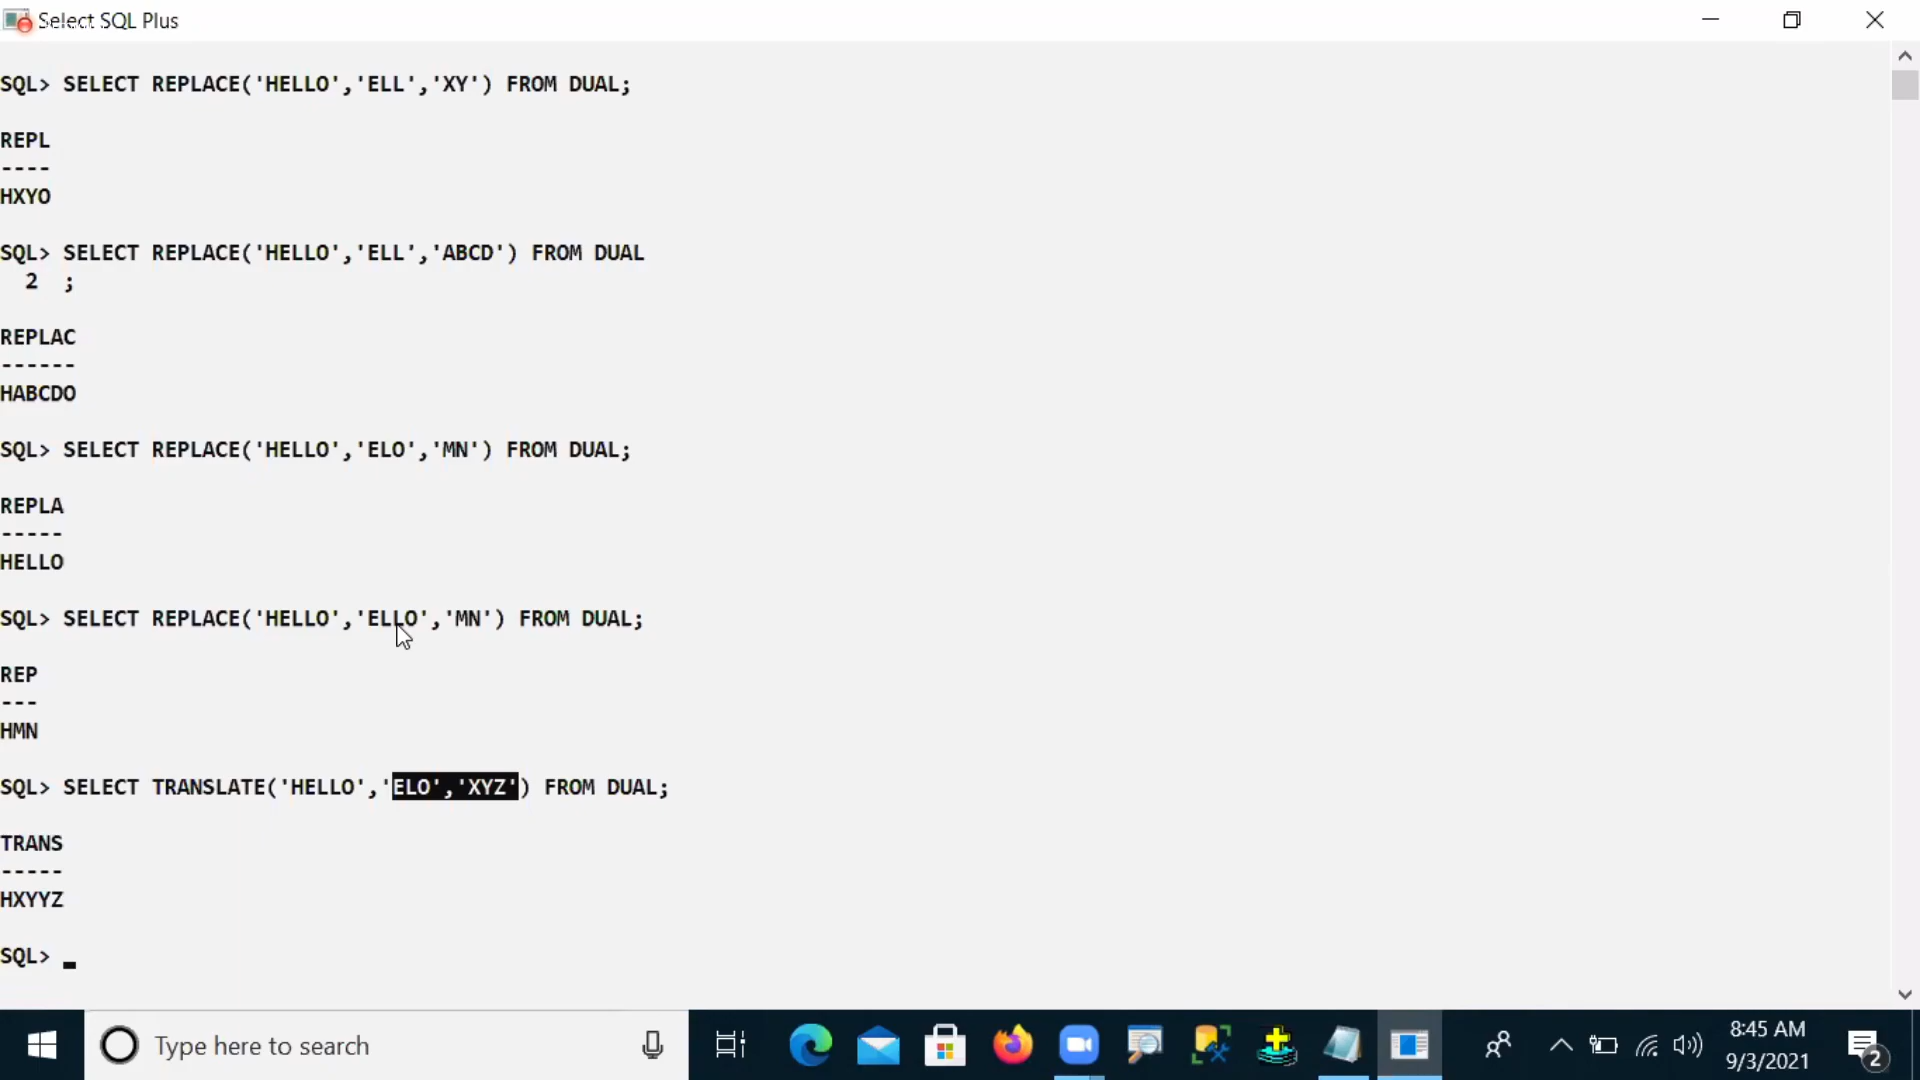 Select SQL Plus
SQL> SELECT REPLACE('HELLO','ELL','XY') FROM DUAL;
REPL
----
HXYO
SQL> SELECT REPLACE('HELLO','ELL','ABCD') FROM DUAL
2 ;
REPLAC
------
HABCDO
SQL> SELECT REPLACE('HELLO','ELO','MN') FROM DUAL;
REPLA
-----
HELLO
SQL> SELECT REPLACE('HELLO','ELLO','MN') FROM DUAL;
REP
---
HMN
SQL> SELECT TRANSLATE('HELLO','ELO','XYZ') FROM DUAL;
TRANS
-----
HXYYZ
SQL> _
Type here to search
8:45 AM
9/3/2021
2